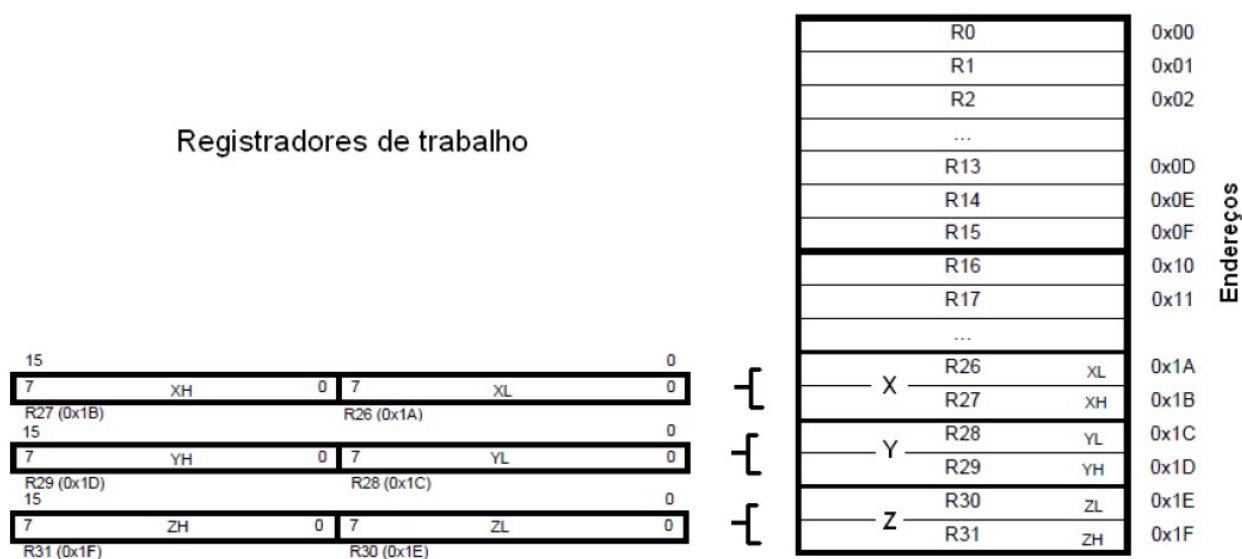 Registradores de trabalho
R0 0x00
R1 0x01
R2 0x02
...
R13 0x0D
R14 0x0E
R15 0x0F
R16 0x10
R17 0x11
...
X
R26 XL 0x1A
R27 XH 0x1B
Y
R28 YL 0x1C
R29 YH 0x1D
Z
R30 ZL 0x1E
R31 ZH 0x1F
Endereços
15 0
7 XH 0 7 XL 0
R27 (0x1B) R26 (0x1A)
15 0
7 YH 0 7 YL 0
R29 (0x1D) R28 (0x1C)
15 0
7 ZH 0 7 ZL 0
R31 (0x1F) R30 (0x1E)